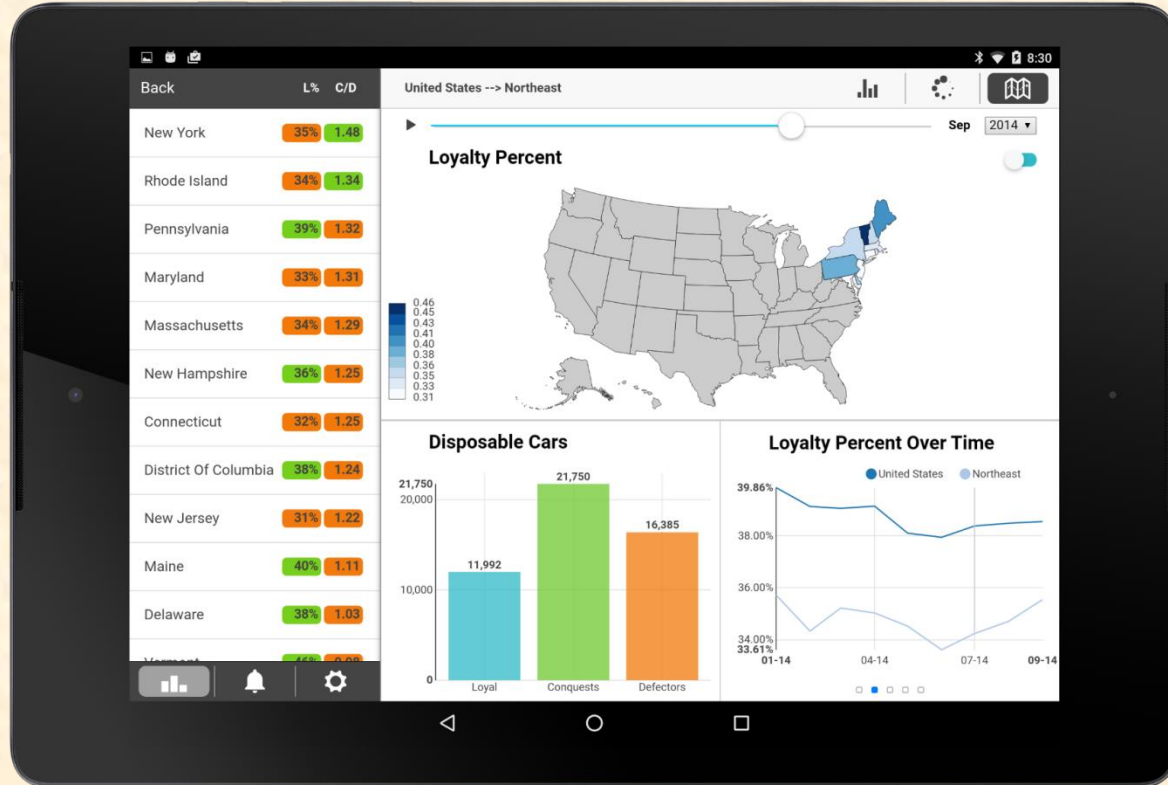 8:30
Back L% C/D
New York 35% 1.48
Rhode Island 34% 1.34
Pennsylvania 39% 1.32
Maryland 33% 1.31
Massachusetts 34% 1.29
New Hampshire 36% 1.25
Connecticut 32% 1.25
District Of Columbia 38% 1.24
New Jersey 31% 1.22
Maine 40% 1.11
Delaware 38% 1.03
Vermont 46% 0.98
United States --> Northeast
Sep 2014
Loyalty Percent
0.46
0.45
0.43
0.41
0.40
0.38
0.36
0.35
0.33
0.31
Disposable Cars
21,750
20,000
10,000
0
11,992
21,750
16,385
Loyal Conquests Defectors
Loyalty Percent Over Time
United States Northeast
39.86%
38.00%
36.00%
34.00%
33.61%
01-14 04-14 07-14 09-14